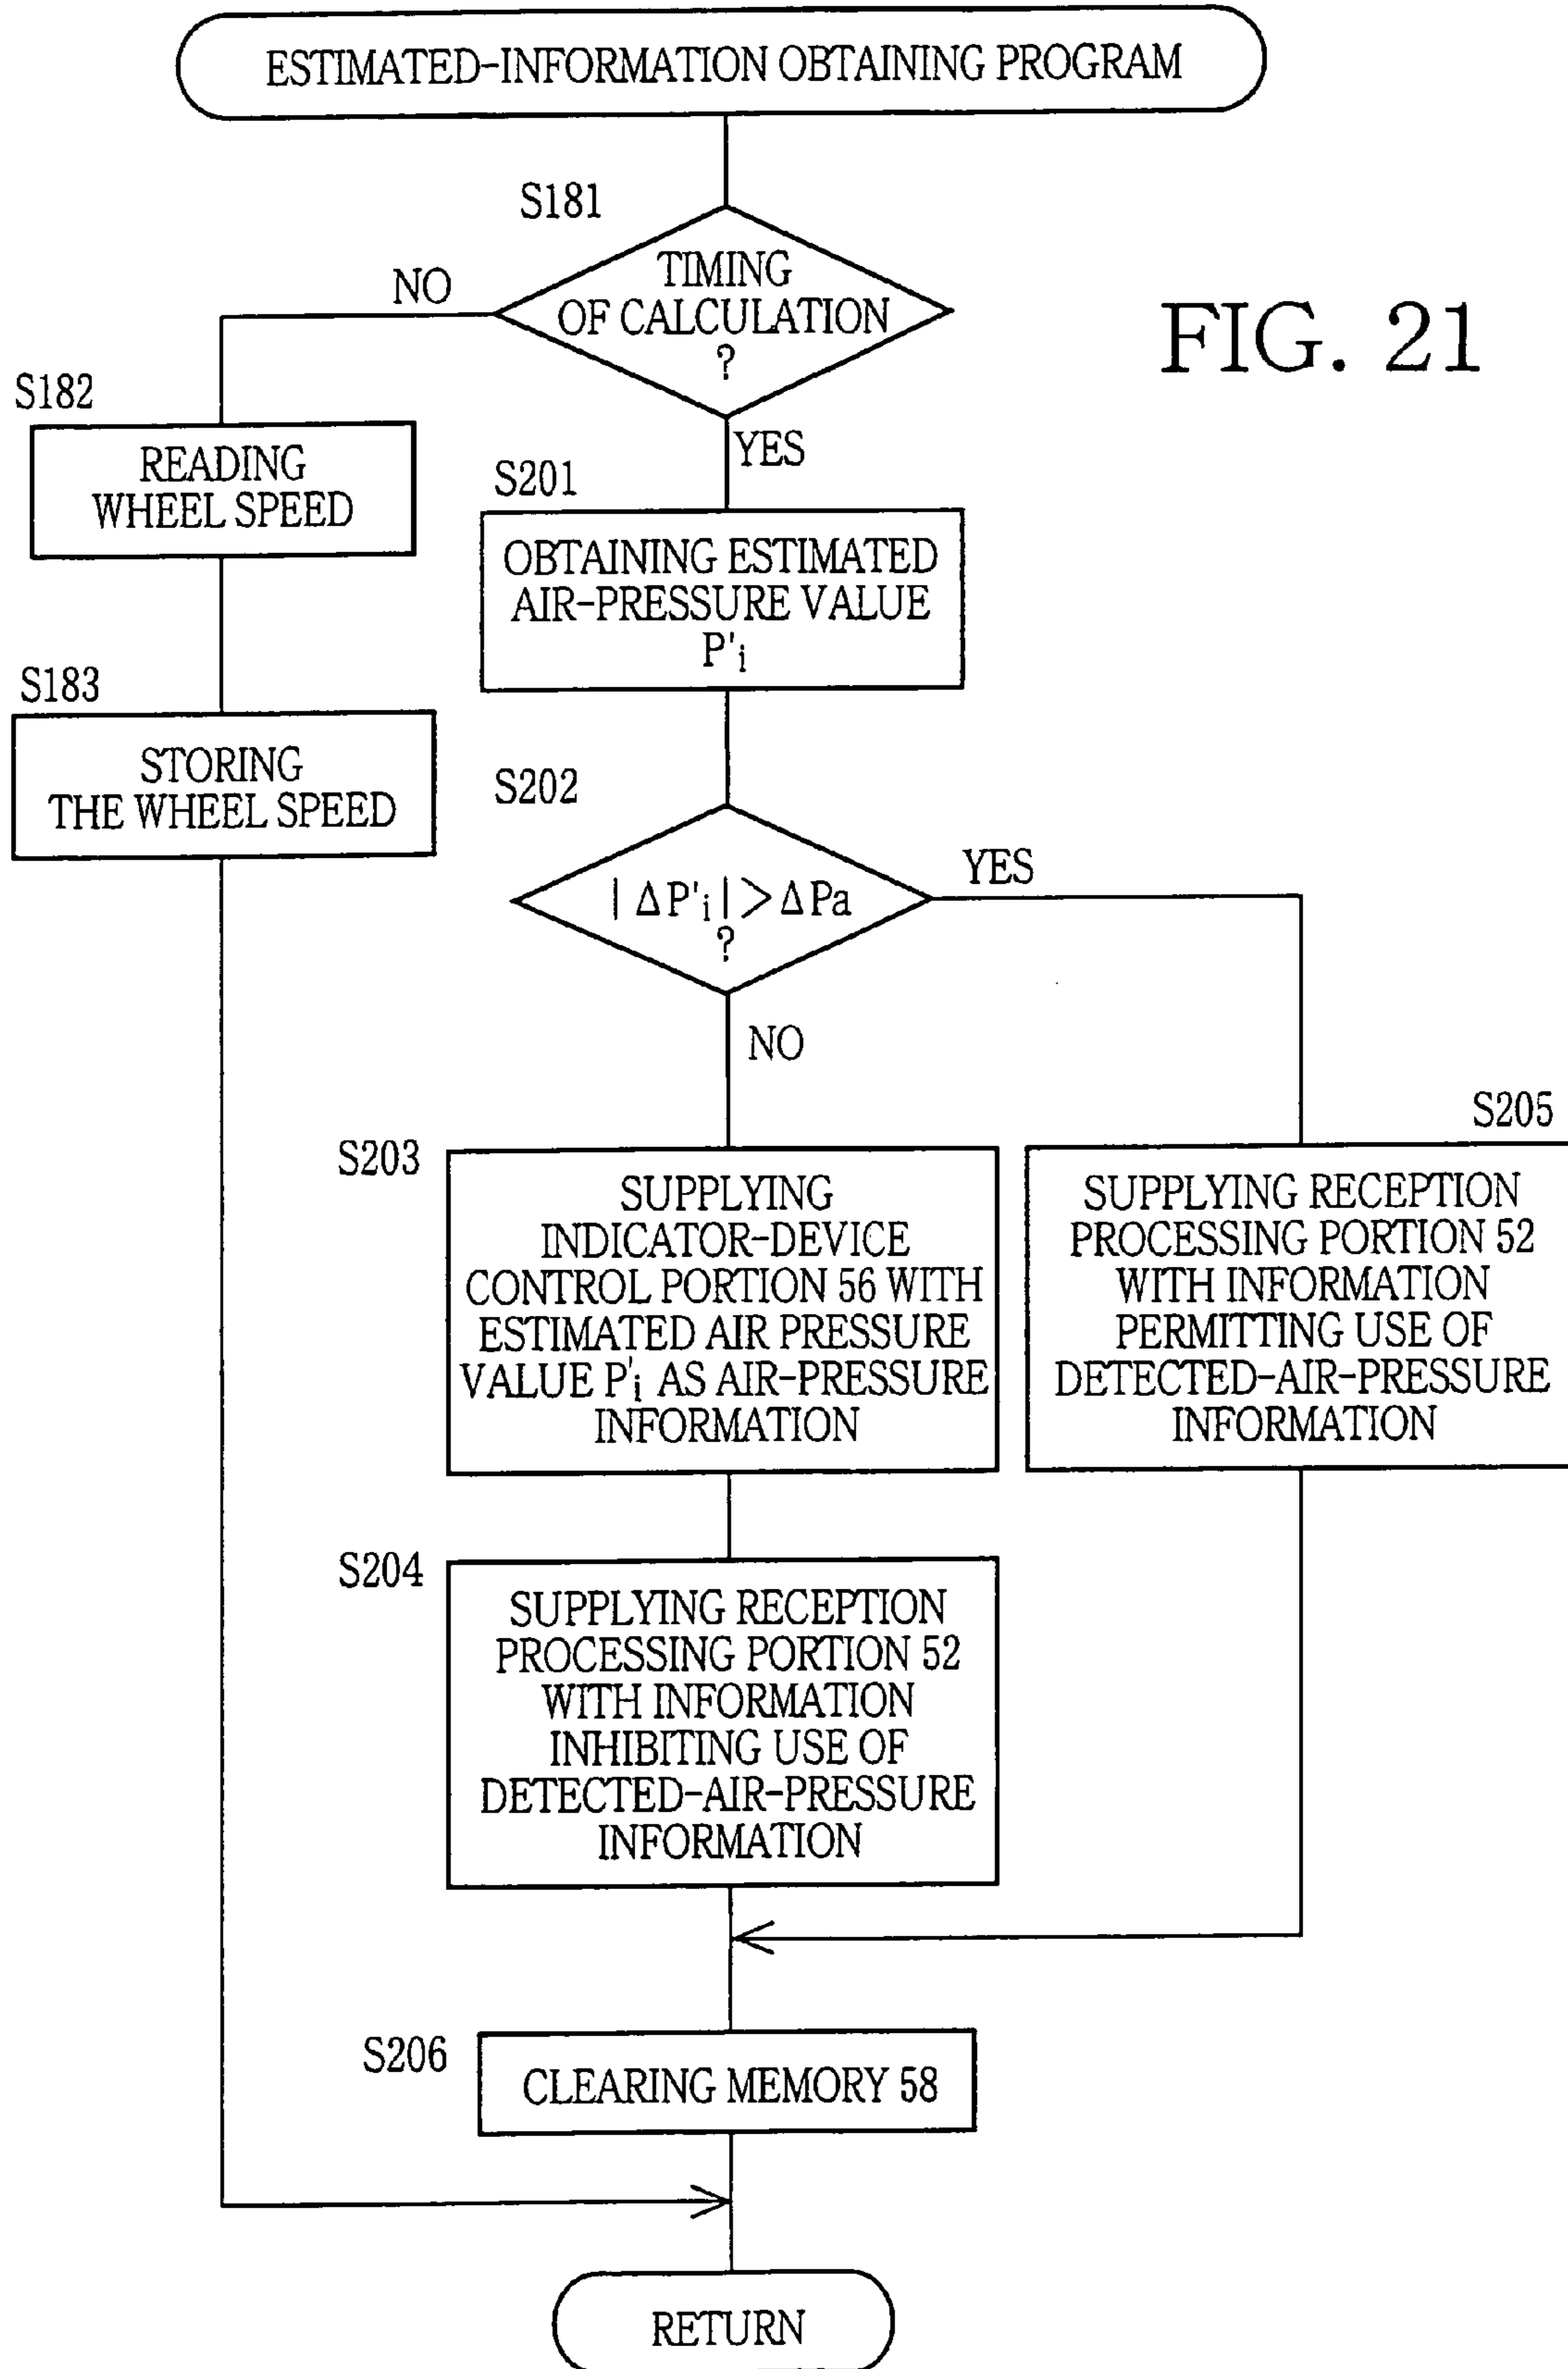 ESTIMATED-INFORMATION OBTAINING PROGRAM
S181
TIMING
OF CALCULATION
?
NO
FIG. 21
S182
READING
WHEEL SPEED
YES
S201
OBTAINING ESTIMATED
AIR-PRESSURE VALUE
P'i
S183
STORING
THE WHEEL SPEED
S202
| ΔP'i | > ΔPa
?
YES
NO
S203
SUPPLYING
INDICATOR-DEVICE
CONTROL PORTION 56 WITH
ESTIMATED AIR PRESSURE
VALUE P'i AS AIR-PRESSURE
INFORMATION
S205
SUPPLYING RECEPTION
PROCESSING PORTION 52
WITH INFORMATION
PERMITTING USE OF
DETECTED-AIR-PRESSURE
INFORMATION
S204
SUPPLYING RECEPTION
PROCESSING PORTION 52
WITH INFORMATION
INHIBITING USE OF
DETECTED-AIR-PRESSURE
INFORMATION
S206
CLEARING MEMORY 58
RETURN